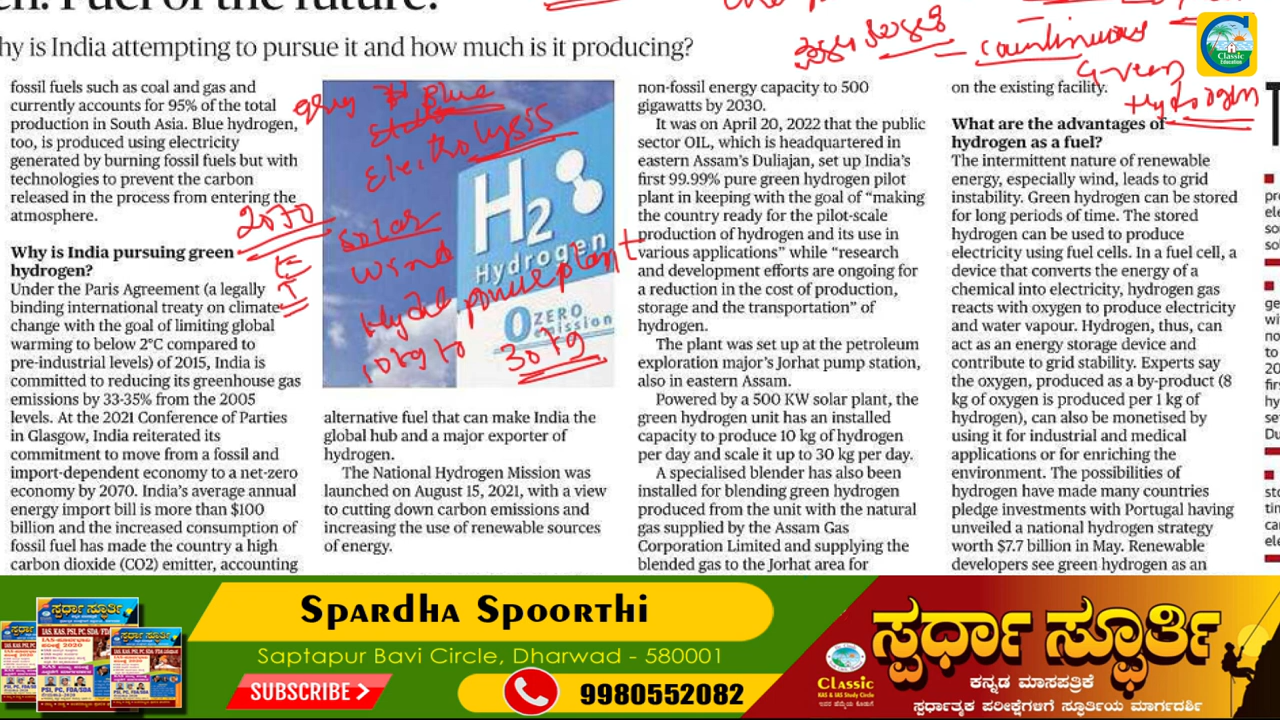 en: Fuel of the future?
hy is India attempting to pursue it and how much is it producing?
fossil fuels such as coal and gas and
currently accounts for 95% of the total
production in South Asia. Blue hydrogen,
too, is produced using electricity
generated by burning fossil fuels but with
technologies to prevent the carbon
released in the process from entering the
atmosphere.
Why is India pursuing green
hydrogen?
Under the Paris Agreement (a legally
binding international treaty on climate
change with the goal of limiting global
warming to below 2°C compared to
pre-industrial levels) of 2015, India is
committed to reducing its greenhouse gas
emissions by 33-35% from the 2005
levels. At the 2021 Conference of Parties
in Glasgow, India reiterated its
commitment to move from a fossil and
import-dependent economy to a net-zero
economy by 2070. India's average annual
energy import bill is more than $100
billion and the increased consumption of
fossil fuel has made the country a high
carbon dioxide (CO2) emitter, accounting
2030
Blue
Electrolysis
Solar
Wind
Hydel power plant
10kg to 30kg
H2
Hydrogen
0 ZERO
emission
alternative fuel that can make India the
global hub and a major exporter of
hydrogen.
The National Hydrogen Mission was
launched on August 15, 2021, with a view
to cutting down carbon emissions and
increasing the use of renewable sources
of energy.
non-fossil energy capacity to 500
gigawatts by 2030.
It was on April 20, 2022 that the public
sector OIL, which is headquartered in
eastern Assam's Duliajan, set up India's
first 99.99% pure green hydrogen pilot
plant in keeping with the goal of "making
the country ready for the pilot-scale
production of hydrogen and its use in
various applications" while "research
and development efforts are ongoing for
a reduction in the cost of production,
storage and the transportation" of
hydrogen.
The plant was set up at the petroleum
exploration major's Jorhat pump station,
also in eastern Assam.
Powered by a 500 KW solar plant, the
green hydrogen unit has an installed
capacity to produce 10 kg of hydrogen
per day and scale it up to 30 kg per day.
A specialised blender has also been
installed for blending green hydrogen
produced from the unit with the natural
gas supplied by the Assam Gas
Corporation Limited and supplying the
blended gas to the Jorhat area for
Green
Hydrogen
on the existing facility.
What are the advantages of
hydrogen as a fuel?
The intermittent nature of renewable
energy, especially wind, leads to grid
instability. Green hydrogen can be stored
for long periods of time. The stored
hydrogen can be used to produce
electricity using fuel cells. In a fuel cell, a
device that converts the energy of a
chemical into electricity, hydrogen gas
reacts with oxygen to produce electricity
and water vapour. Hydrogen, thus, can
act as an energy storage device and
contribute to grid stability. Experts say
the oxygen, produced as a by-product (8
kg of oxygen is produced per 1 kg of
hydrogen), can also be monetised by
using it for industrial and medical
applications or for enriching the
environment. The possibilities of
hydrogen have made many countries
pledge investments with Portugal having
unveiled a national hydrogen strategy
worth $7.7 billion in May. Renewable
developers see green hydrogen as an
Classic
Education
Spardha Spoorthi
Saptapur Bavi Circle, Dharwad - 580001
SUBSCRIBE
9980552082
ಸ್ಪರ್ಧಾ ಸ್ಫೂರ್ತಿ
ಕನ್ನಡ ಮಾಸಪತ್ರಿಕೆ
ಸ್ಪರ್ಧಾತ್ಮಕ ಪರೀಕ್ಷೆಗಳಿಗೆ ಸ್ಫೂರ್ತಿಯ ಮಾರ್ಗದರ್ಶಿ
Classic
KAS & IAS Study Circle